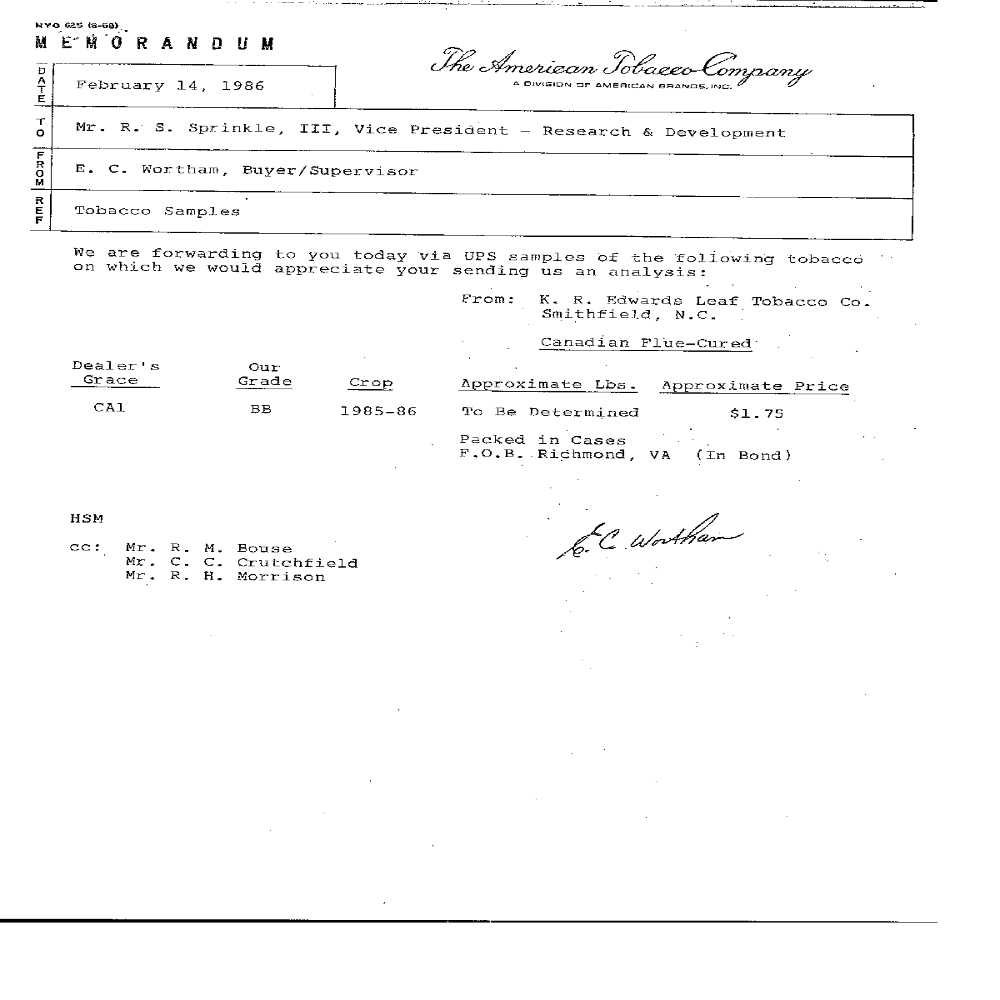 NYO 625 (8-68)
MEMORANDUM
The American Tobacco Company
A DIVISION OF AMERICAN BRANDS, INC.
DATE February 14, 1986
TO Mr. R. S. Sprinkle, III, Vice President - Research & Development
FROM E. C. Wortham, Buyer/Supervisor
REF Tobacco Samples
We are forwarding to you today via UPS samples of the following tobacco
on which we would appreciate your sending us an analysis:
From: K. R. Edwards Leaf Tobacco Co.
Smithfield, N.C.
Canadian Flue-Cured
Dealer's Our
Grace Grade Crop Approximate Lbs. Approximate Price
CA1 BB 1985-86 To Be Determined $1.75
Packed in Cases
F.O.B. Richmond, VA (In Bond)
HSM
E.C. Wortham
cc: Mr. R. M. Bouse
Mr. C. C. Crutchfield
Mr. R. H. Morrison